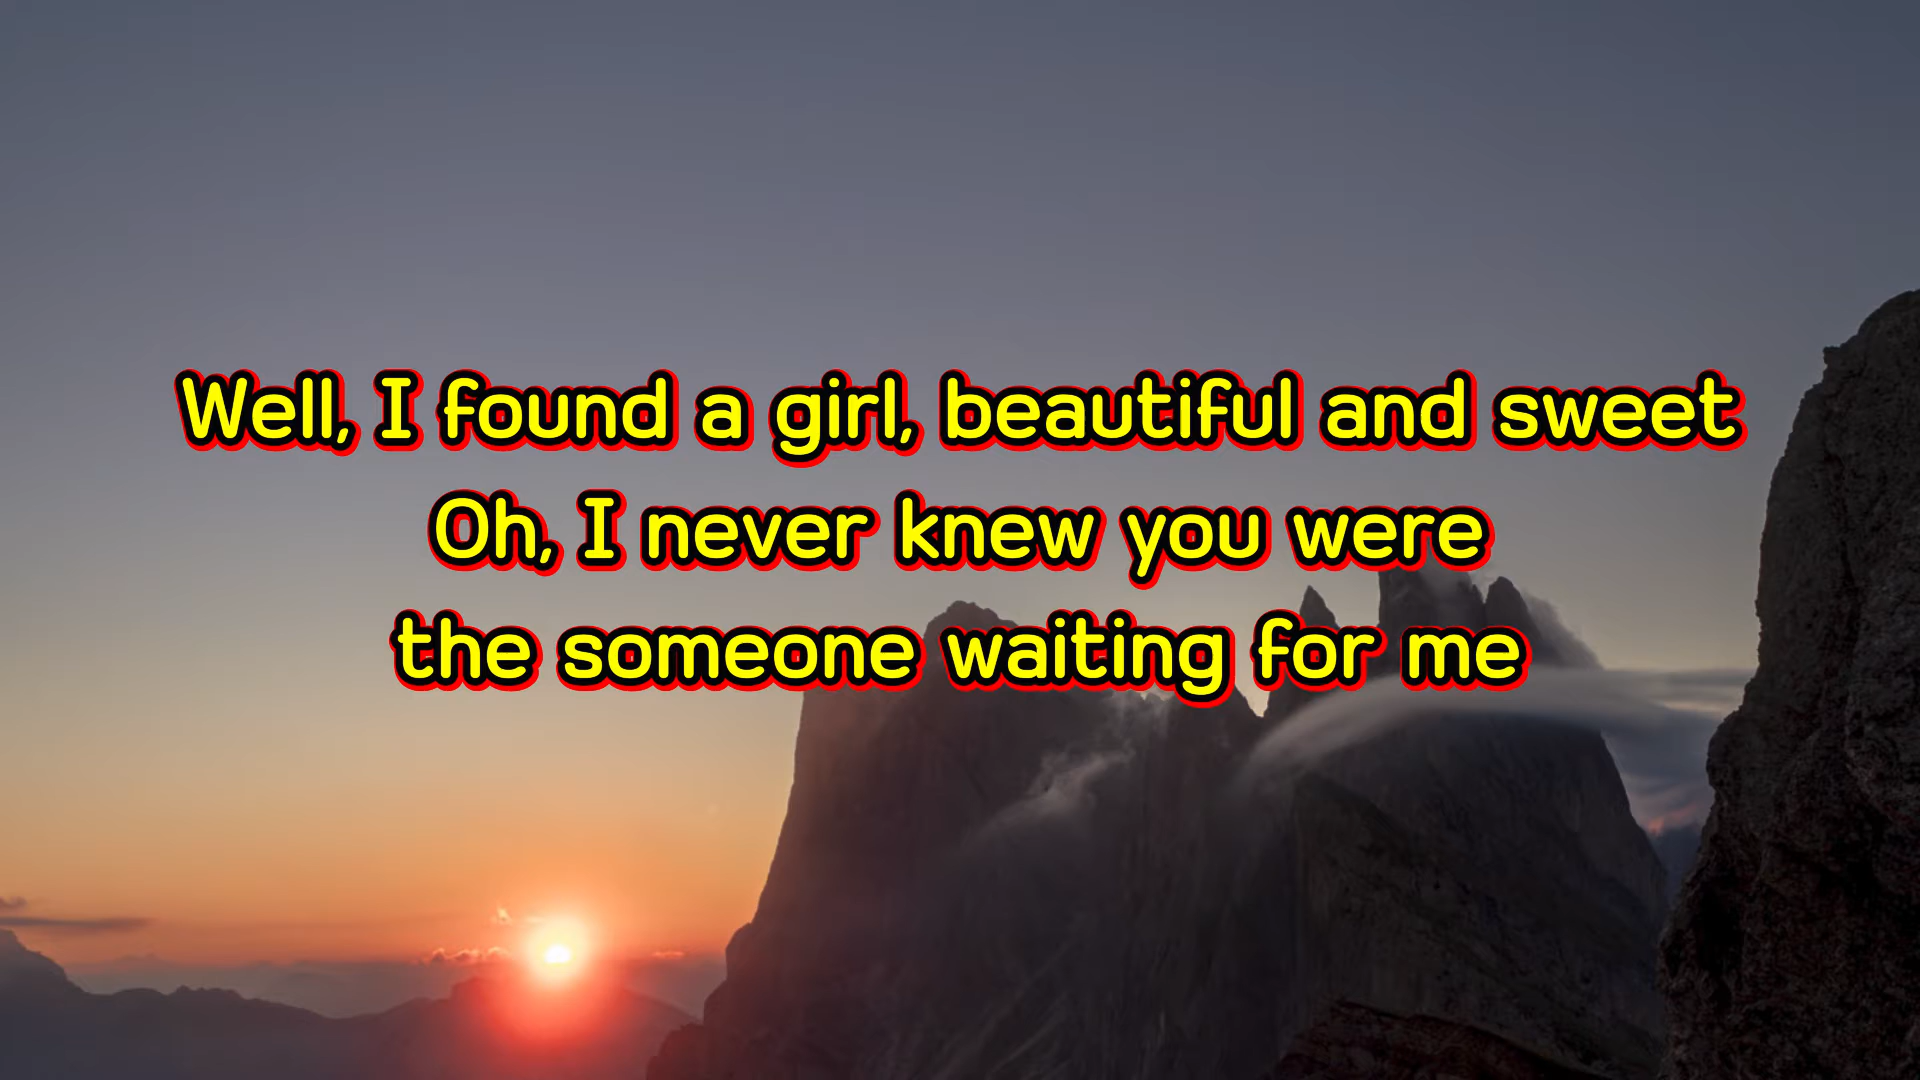 Well, I found a girl, beautiful and sweet
Oh, I never knew you were
the someone waiting for me